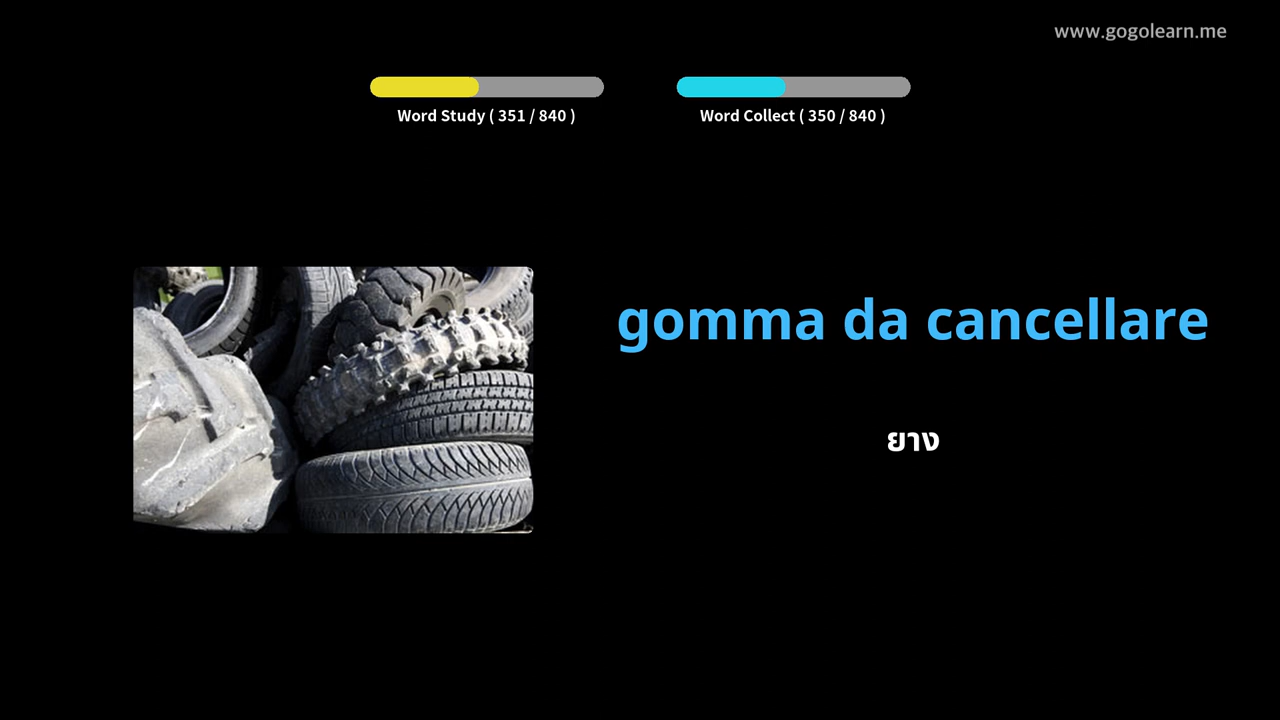 www.gogolearn.me
Word Study ( 351 / 840 )
Word Collect ( 350 / 840 )
gomma da cancellare
ยาง